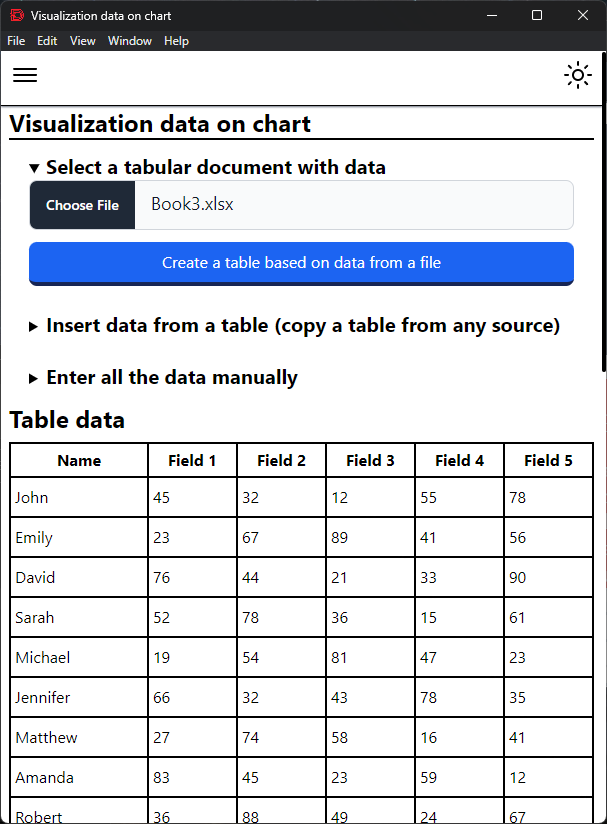 Visualization data on chart
File Edit View Window Help
Visualization data on chart
Select a tabular document with data
Choose File Book3.xlsx
Create a table based on data from a file
Insert data from a table (copy a table from any source)
Enter all the data manually
Table data
Name Field 1 Field 2 Field 3 Field 4 Field 5
John 45 32 12 55 78
Emily 23 67 89 41 56
David 76 44 21 33 90
Sarah 52 78 36 15 61
Michael 19 54 81 47 23
Jennifer 66 32 43 78 35
Matthew 27 74 58 16 41
Amanda 83 45 23 59 12
Robert 36 88 49 24 67